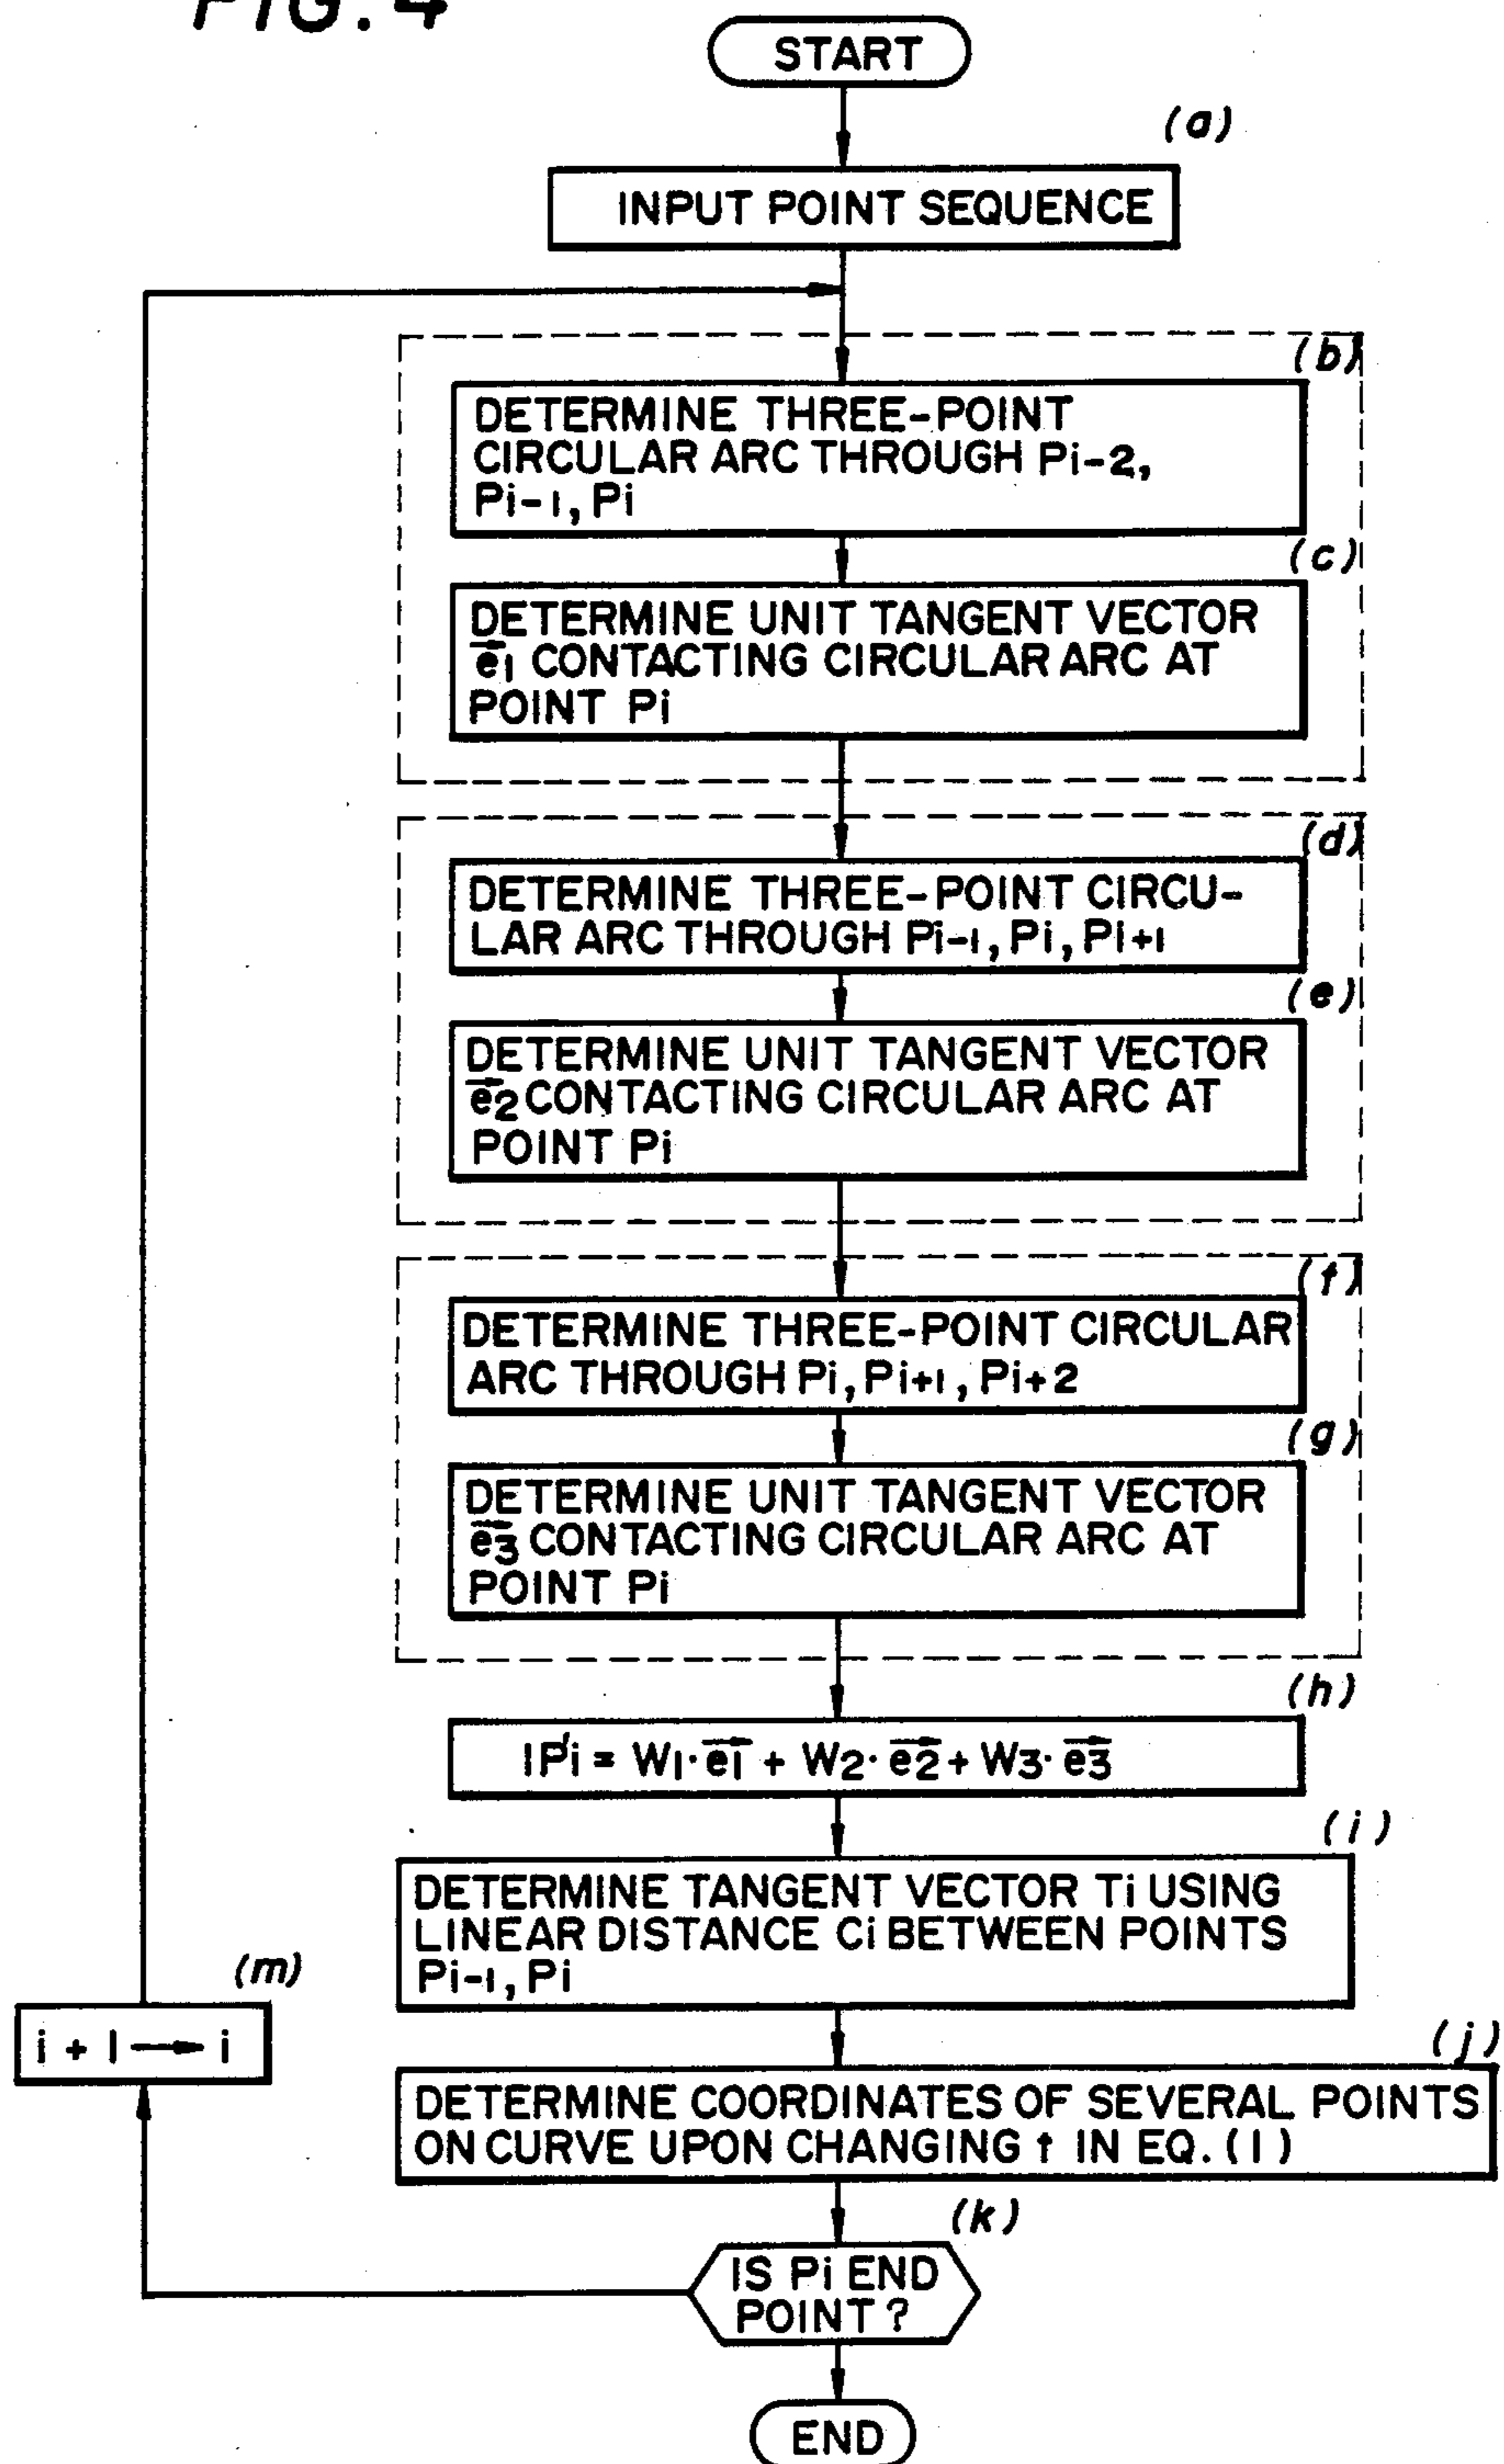 FIG. 4
START
(a)
INPUT POINT SEQUENCE
(b)
DETERMINE THREE-POINT
CIRCULAR ARC THROUGH Pi-2,
Pi-1, Pi
(c)
DETERMINE UNIT TANGENT VECTOR
e1 CONTACTING CIRCULAR ARC AT
POINT Pi
(d)
DETERMINE THREE-POINT CIRCU-
LAR ARC THROUGH Pi-1, Pi, Pi+1
(e)
DETERMINE UNIT TANGENT VECTOR
e2 CONTACTING CIRCULAR ARC AT
POINT Pi
(f)
DETERMINE THREE-POINT CIRCULAR
ARC THROUGH Pi, Pi+1, Pi+2
(g)
DETERMINE UNIT TANGENT VECTOR
e3 CONTACTING CIRCULAR ARC AT
POINT Pi
(h)
IP'i = W1·e1 + W2·e2 + W3·e3
(i)
DETERMINE TANGENT VECTOR Ti USING
LINEAR DISTANCE Ci BETWEEN POINTS
Pi-1, Pi
(m)
i + 1 → i
(j)
DETERMINE COORDINATES OF SEVERAL POINTS
ON CURVE UPON CHANGING t IN EQ. (1)
(k)
IS Pi END
POINT?
END